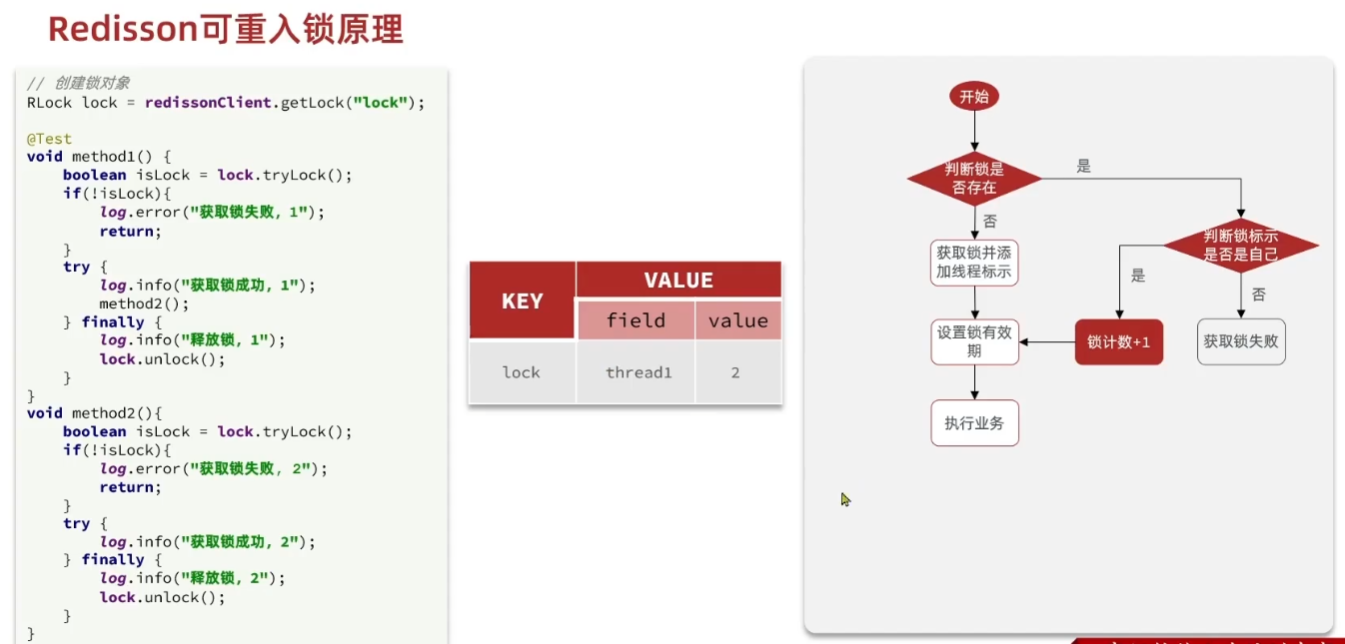 Redisson可重入锁原理
// 创建锁对象
RLock lock = redissonClient.getLock("lock");
@Test
void method1() {
boolean isLock = lock.tryLock();
if(!isLock){
log.error("获取锁失败，1");
return;
}
try {
log.info("获取锁成功，1");
method2();
} finally {
log.info("释放锁，1");
lock.unlock();
}
}
void method2(){
boolean isLock = lock.tryLock();
if(!isLock){
log.error("获取锁失败，2");
return;
}
try {
log.info("获取锁成功，2");
} finally {
log.info("释放锁，2");
lock.unlock();
}
}
KEY
VALUE
field
value
lock
thread1
2
开始
判断锁是
否存在
是
否
获取锁并添
加线程标示
判断锁标示
是否是自己
是
否
设置锁有效
期
锁计数+1
获取锁失败
执行业务